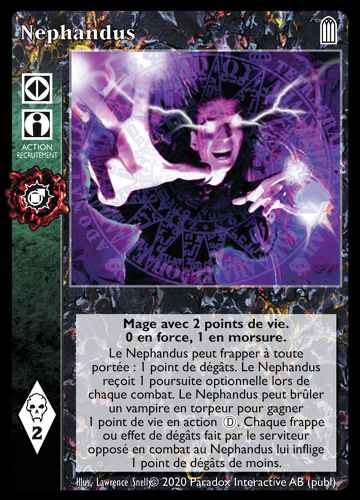 Nephandus
ACTION
RECRUTEMENT
Mage avec 2 points de vie.
0 en force, 1 en morsure.
Le Nephandus peut frapper à toute
portée : 1 point de dégâts. Le Nephandus
reçoit 1 poursuite optionnelle lors de
chaque combat. Le Nephandus peut brûler
un vampire en torpeur pour gagner
1 point de vie en action Ⓓ. Chaque frappe
ou effet de dégâts fait par le serviteur
opposé en combat au Nephandus lui inflige
1 point de dégâts de moins.
2
Illus. Lawrence Snelly © 2020 Paradox Interactive AB (publ)